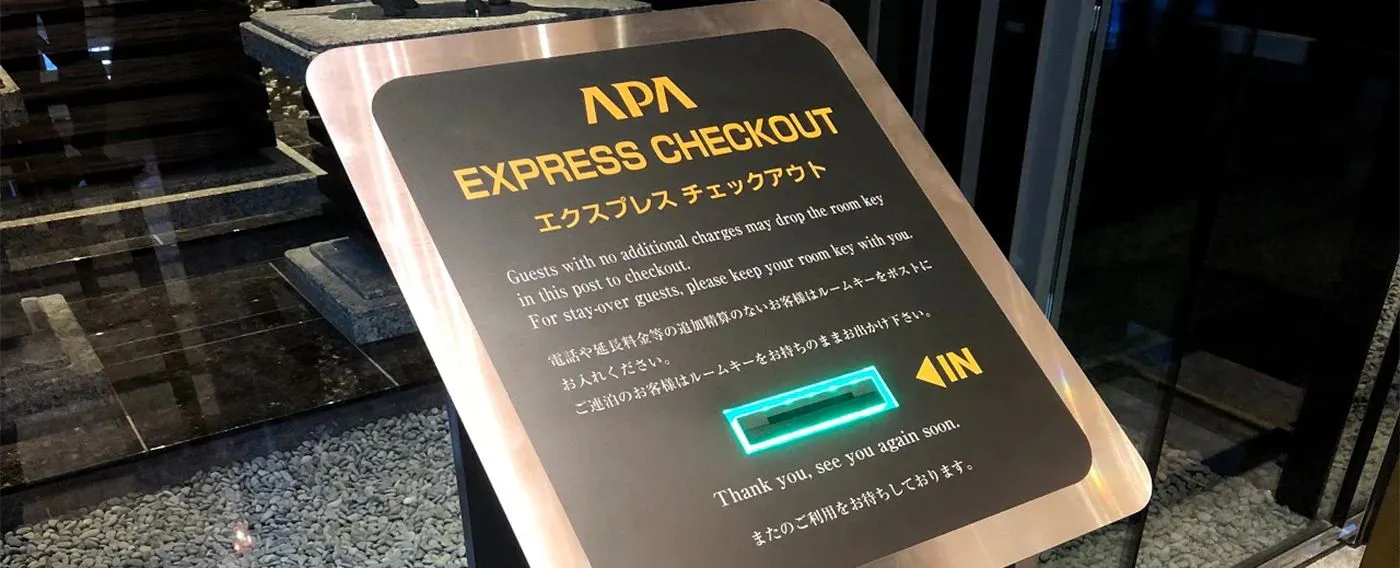 APA
EXPRESS CHECKOUT
エクスプレス チェックアウト
Guests with no additional charges may drop the room key
in this post to checkout.
For stay-over guests, please keep your room key with you.
電話や延長料金等の追加精算のないお客様はルームキーをポストに
お入れください。
ご連泊のお客様はルームキーをお持ちのままお出かけ下さい。
◀IN
Thank you, see you again soon.
またのご利用をお待ちしております。